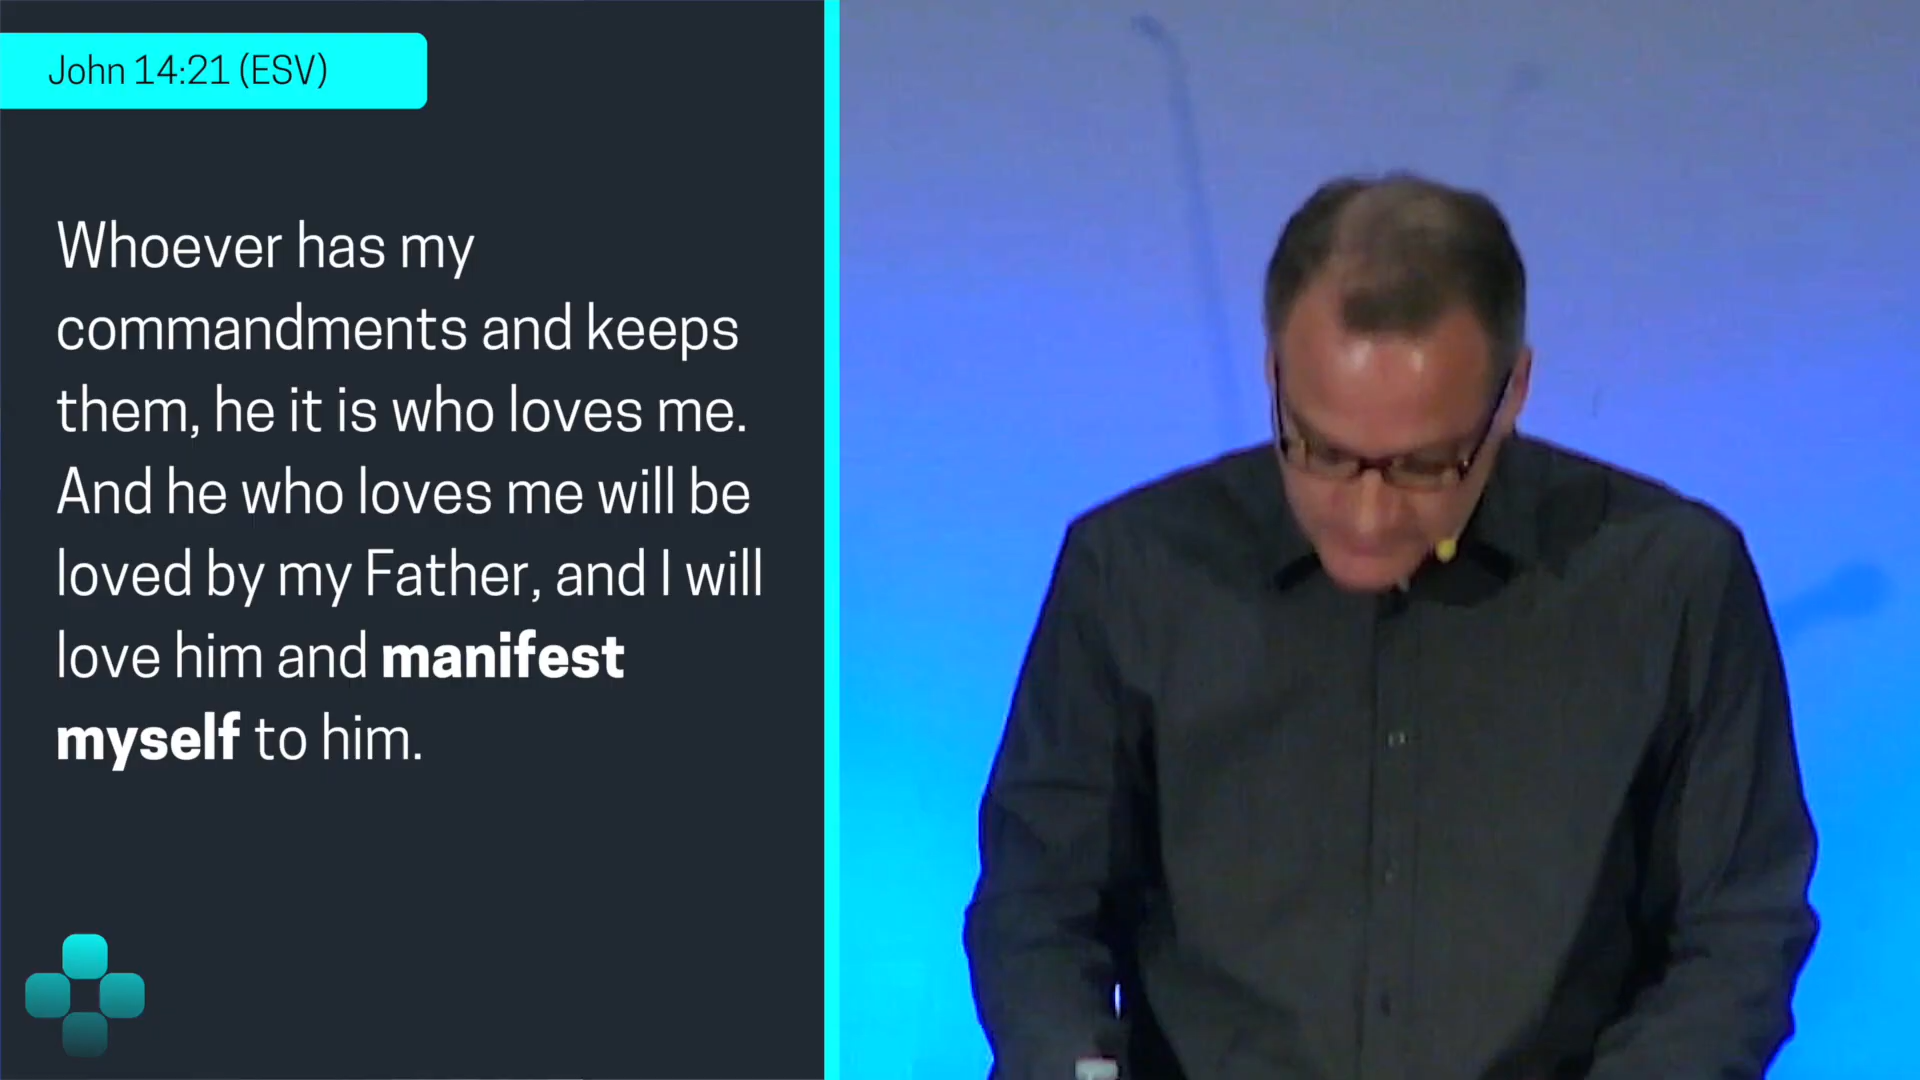 John 14:21 (ESV)
Whoever has my
commandments and keeps
them, he it is who loves me.
And he who loves me will be
loved by my Father, and I will
love him and manifest
myself to him.